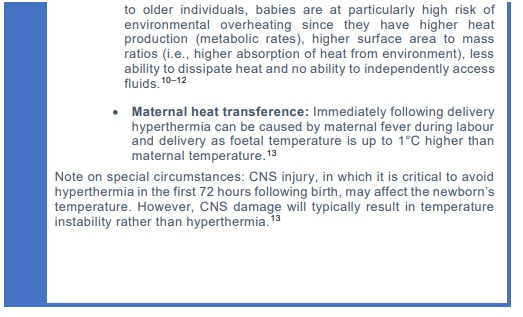 to older individuals, babies are at particularly high risk of
environmental overheating since they have higher heat
production (metabolic rates), higher surface area to mass
ratios (i.e., higher absorption of heat from environment), less
ability to dissipate heat and no ability to independently access
fluids.10–12
• Maternal heat transference: Immediately following delivery
hyperthermia can be caused by maternal fever during labour
and delivery as foetal temperature is up to 1°C higher than
maternal temperature.13
Note on special circumstances: CNS injury, in which it is critical to avoid
hyperthermia in the first 72 hours following birth, may affect the newborn’s
temperature. However, CNS damage will typically result in temperature
instability rather than hyperthermia.13